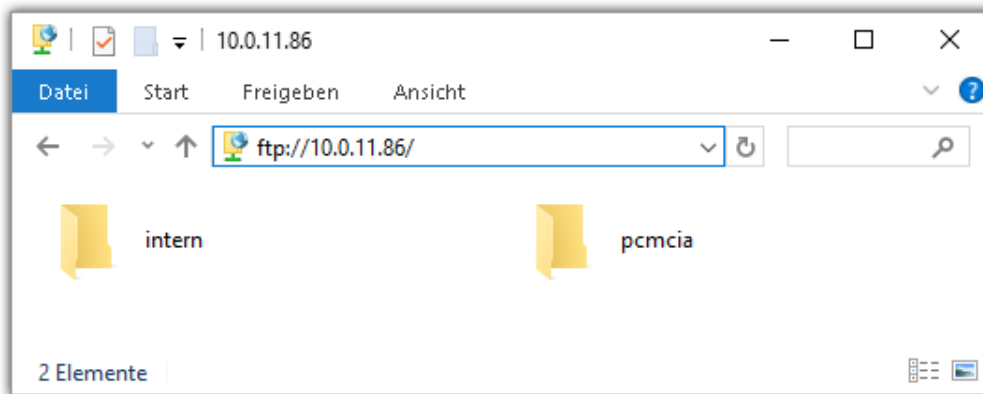 10.0.11.86
Datei Start Freigeben Ansicht ?
ftp://10.0.11.86/
intern pcmcia
2 Elemente